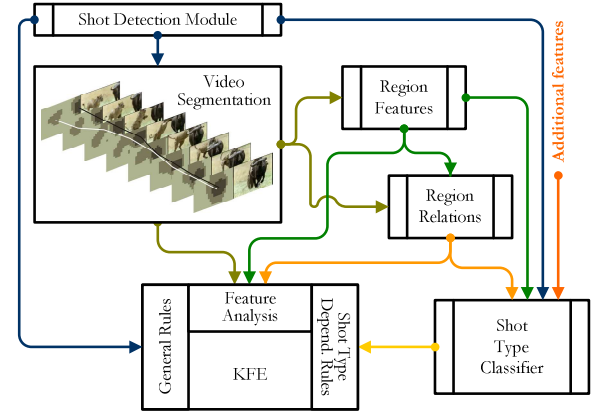 Shot Detection Module
Video
Segmentation
Region
Features
Additional features
Region
Relations
General Rules
Feature
Analysis
KFE
Shot Type
Depend. Rules
Shot
Type
Classifier